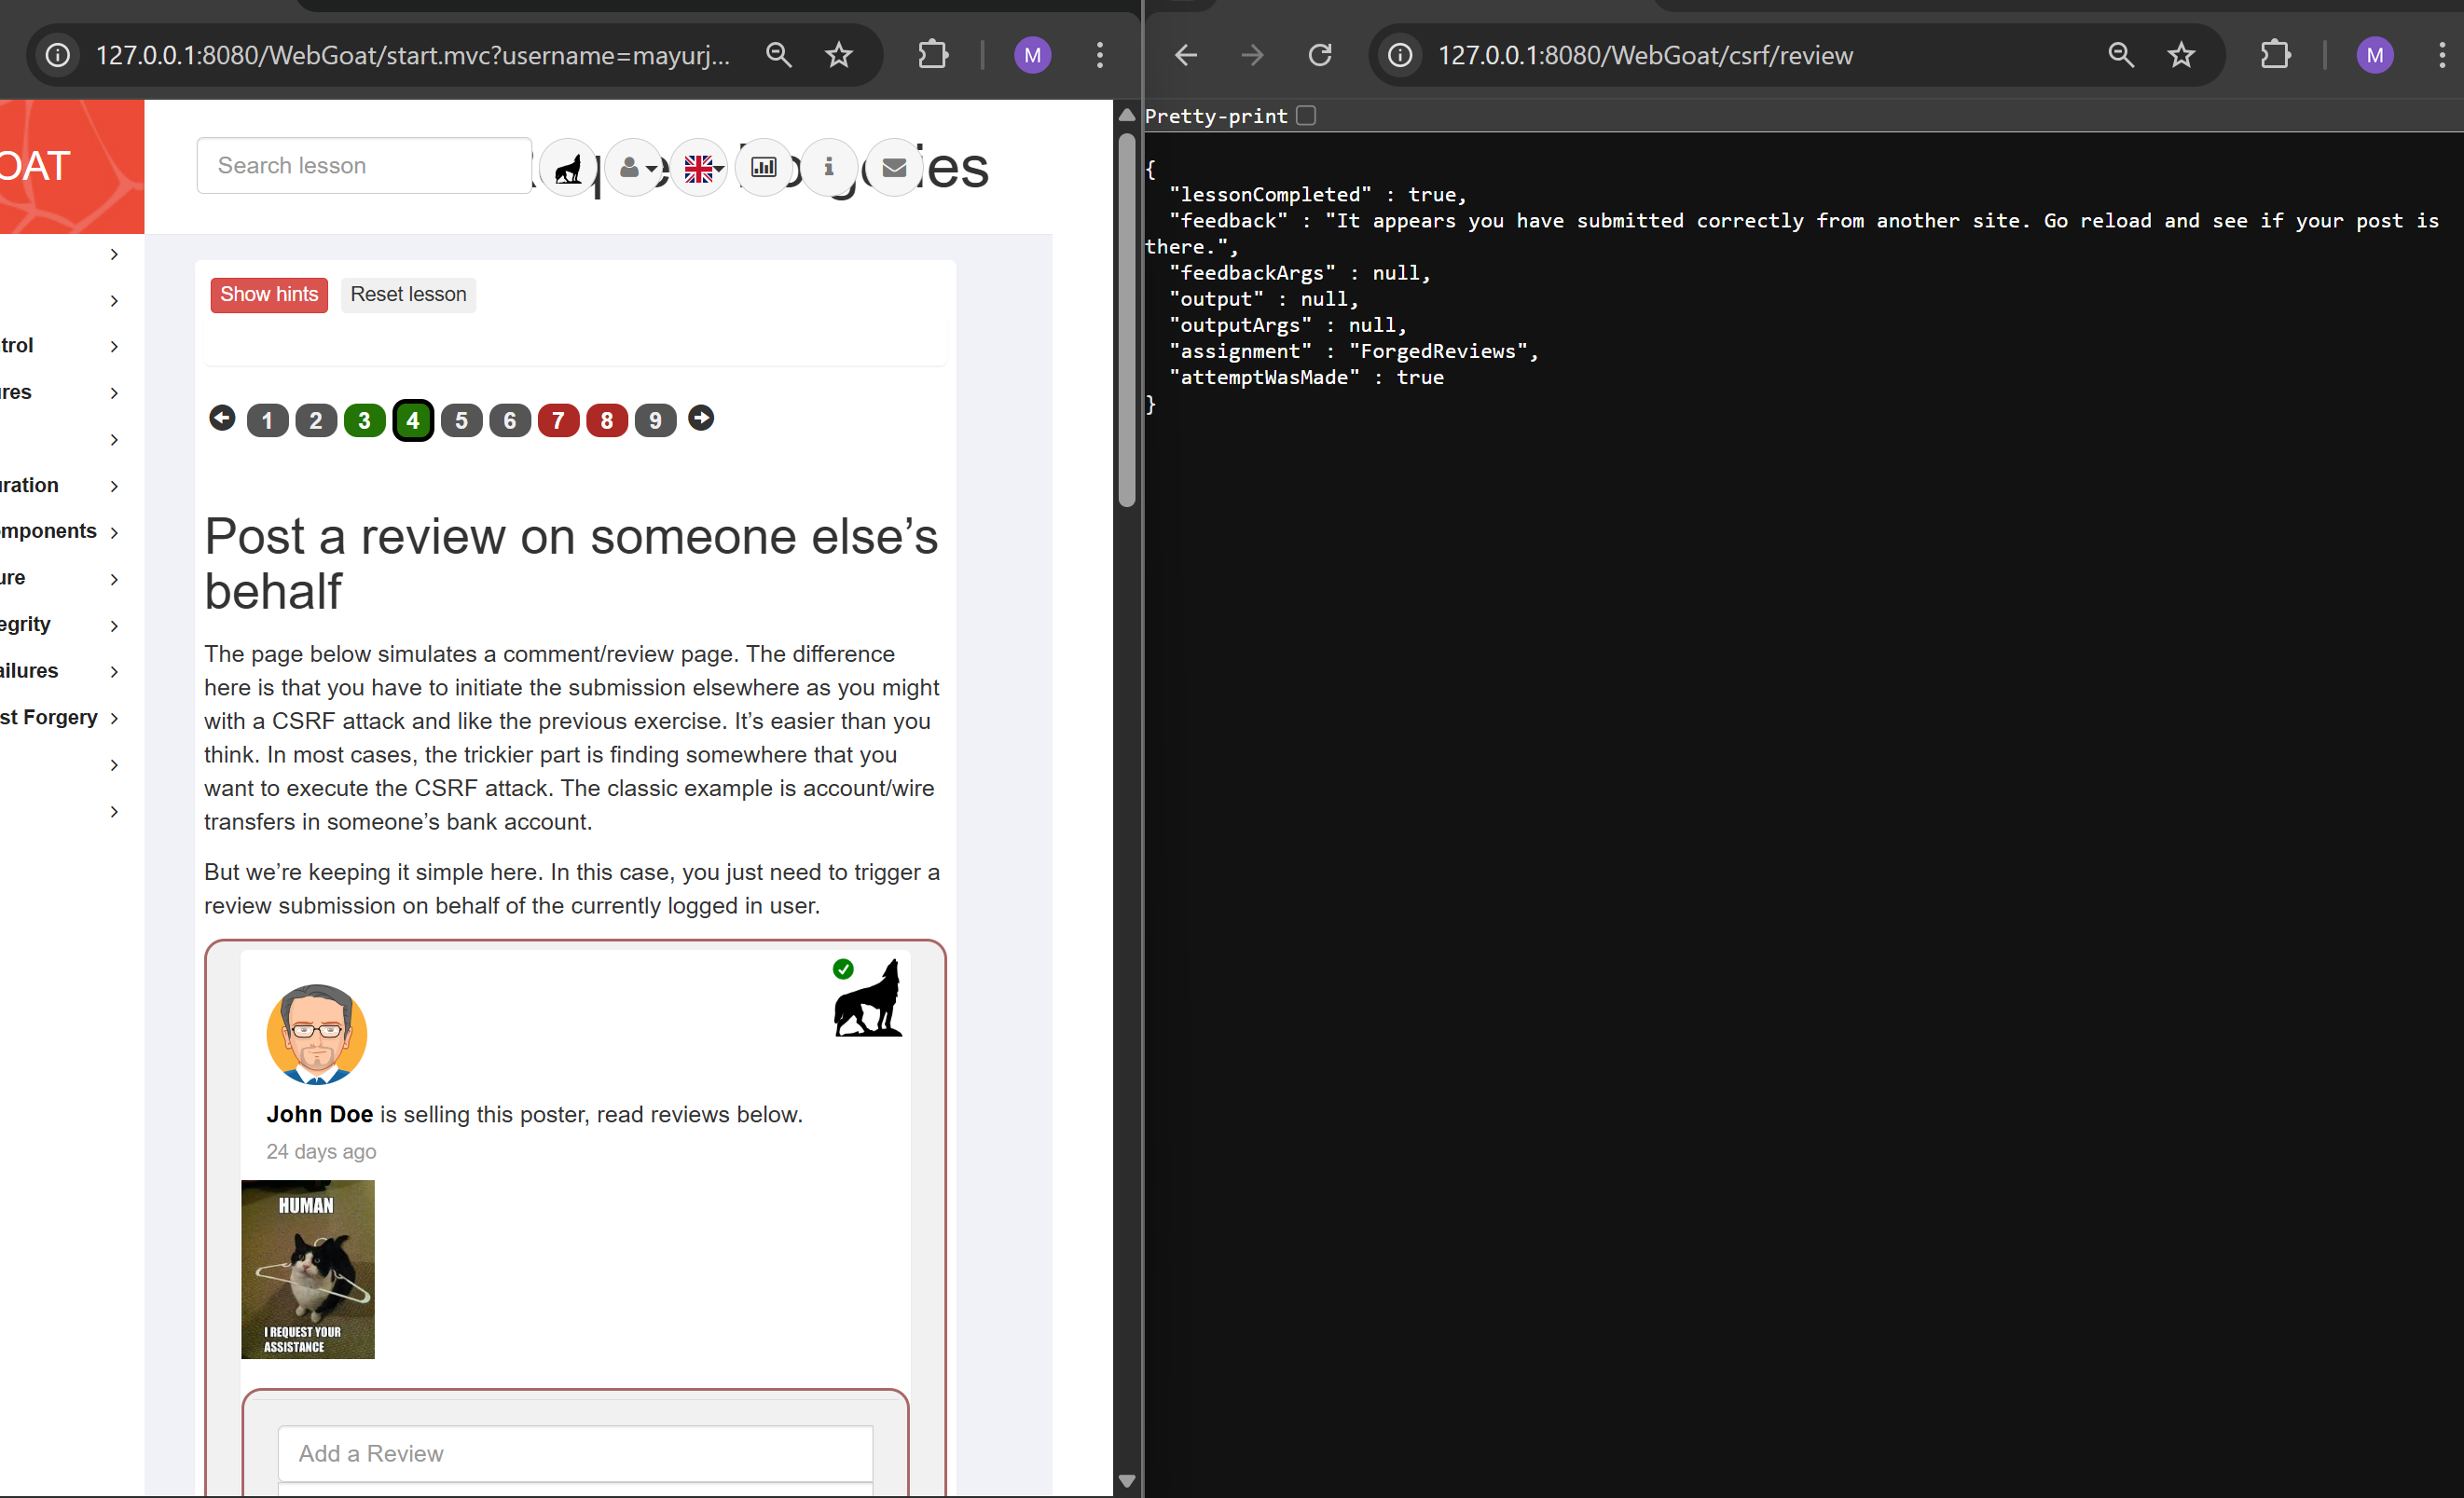 127.0.0.1:8080/WebGoat/start.mvc?username=mayurj...
M
OAT
Search lesson
ies
trol
ures
uration
mponents
ure
egrity
ailures
st Forgery
Show hints
Reset lesson
1 2 3 4 5 6 7 8 9
Post a review on someone else’s
behalf
The page below simulates a comment/review page. The difference
here is that you have to initiate the submission elsewhere as you might
with a CSRF attack and like the previous exercise. It’s easier than you
think. In most cases, the trickier part is finding somewhere that you
want to execute the CSRF attack. The classic example is account/wire
transfers in someone’s bank account.
But we’re keeping it simple here. In this case, you just need to trigger a
review submission on behalf of the currently logged in user.
John Doe is selling this poster, read reviews below.
24 days ago
HUMAN
I REQUEST YOUR
ASSISTANCE
Add a Review
127.0.0.1:8080/WebGoat/csrf/review
M
Pretty-print
{
"lessonCompleted" : true,
"feedback" : "It appears you have submitted correctly from another site. Go reload and see if your post is
there.",
"feedbackArgs" : null,
"output" : null,
"outputArgs" : null,
"assignment" : "ForgedReviews",
"attemptWasMade" : true
}